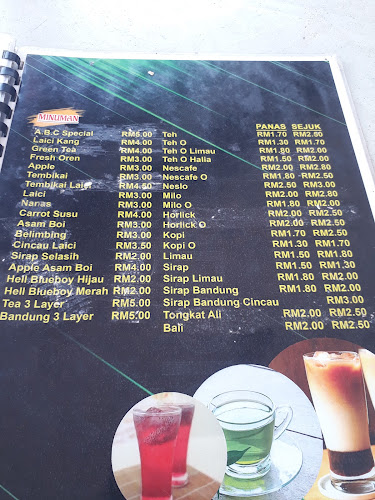 MINUMAN
PANAS SEJUK
A.B.C Special RM5.00 Teh RM1.70 RM2.50
Laici Kang RM4.00 Teh O RM1.30 RM1.70
Green Tea RM4.00 Teh O Limau RM1.80 RM2.00
Fresh Oren RM3.00 Teh O Halia RM1.50 RM2.00
Apple RM3.00 Nescafe RM2.00 RM2.80
Tembikai RM3.00 Nescafe O RM1.80 RM2.50
Tembikai Laici RM4.50 Neslo RM2.50 RM3.00
Laici RM3.00 Milo RM2.00 RM2.80
Nanas RM3.00 Milo O RM1.80 RM2.00
Carrot Susu RM4.00 Horlick RM2.00 RM2.50
Asam Boi RM3.00 Horlick O RM2.00 RM2.50
Belimbing RM3.00 Kopi RM1.70 RM2.50
Cincau Laici RM3.50 Kopi O RM1.30 RM1.70
Sirap Selasih RM2.00 Limau RM1.50 RM1.80
Apple Asam Boi RM4.00 Sirap RM1.50 RM1.30
Hell Blueboy Hijau RM2.00 Sirap Limau RM1.80 RM2.00
Hell Blueboy Merah RM2.00 Sirap Bandung RM1.80 RM2.00
Tea 3 Layer RM5.00 Sirap Bandung Cincau RM3.00
Bandung 3 Layer RM5.00 Tongkat Ali RM2.00 RM2.50
Bali RM2.00 RM2.50